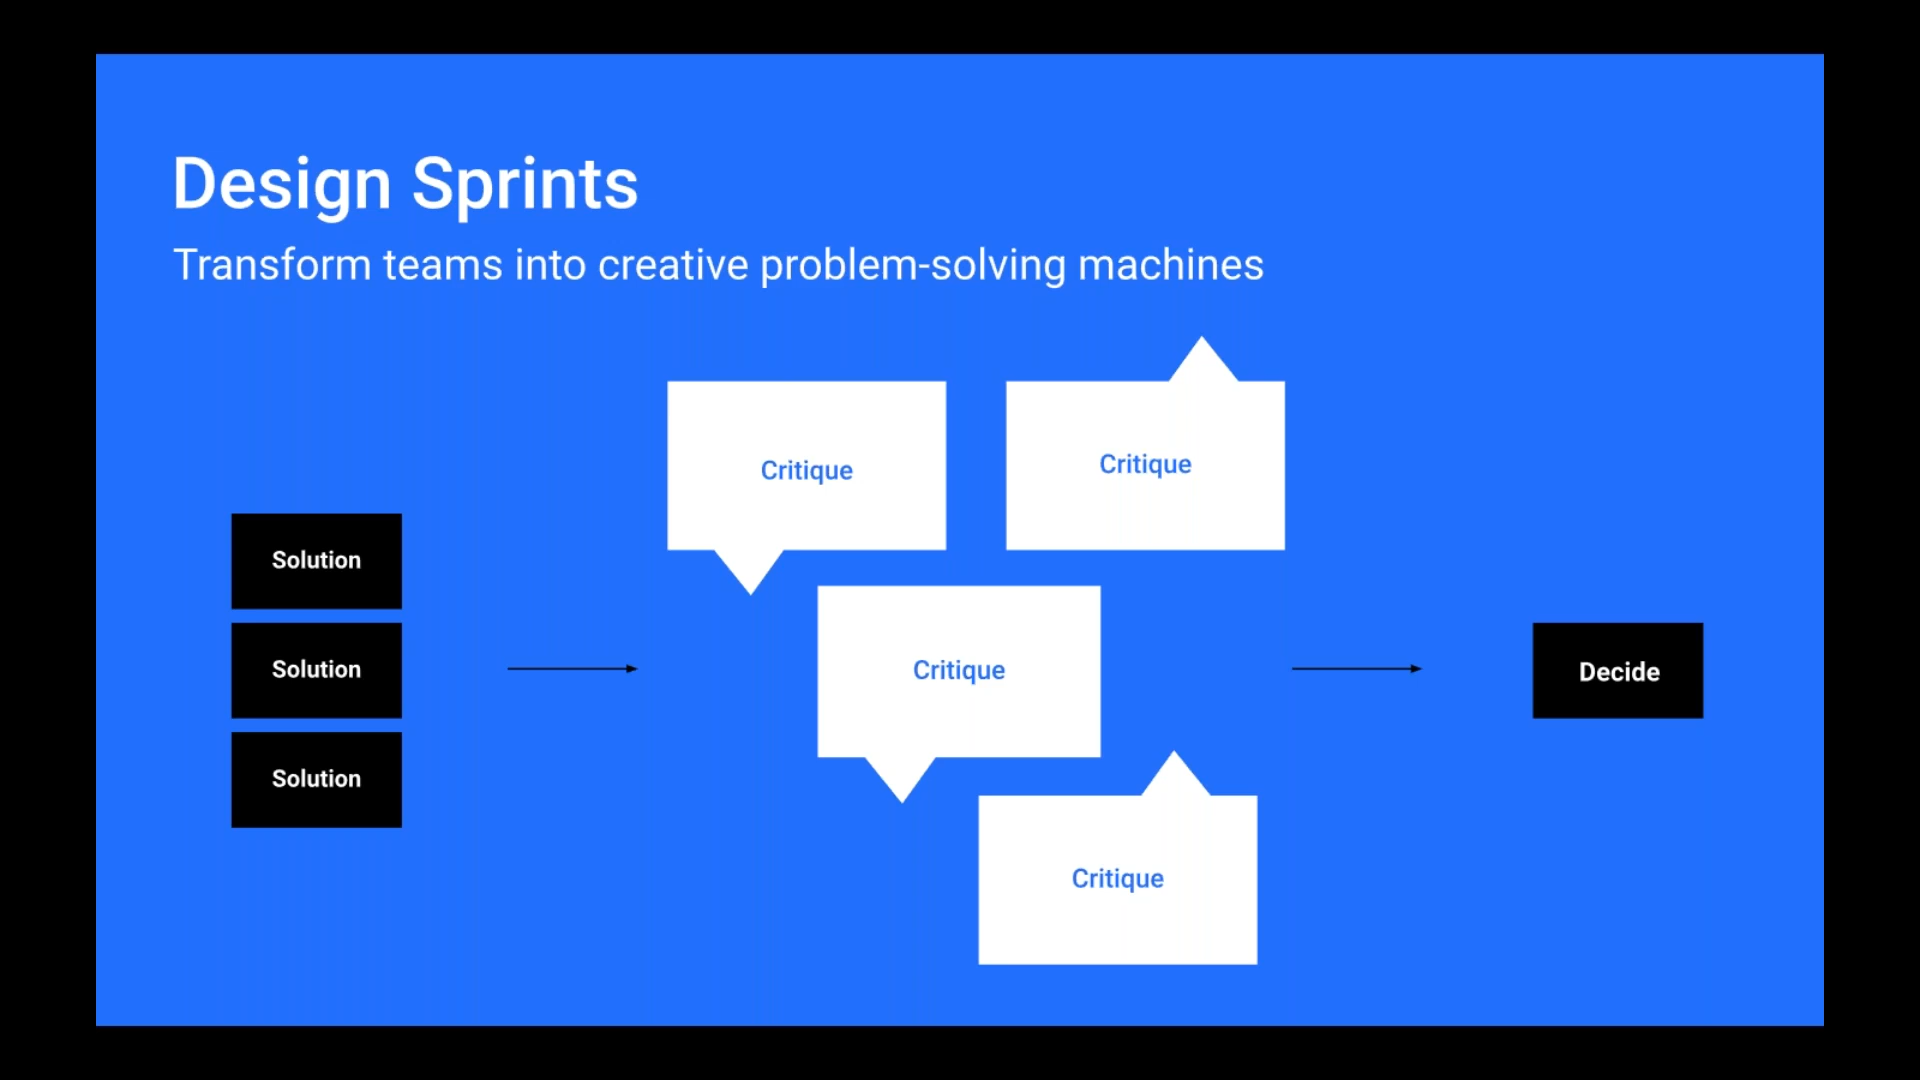 Design Sprints
Transform teams into creative problem-solving machines
Solution
Solution
Solution
Critique
Critique
Critique
Critique
Decide